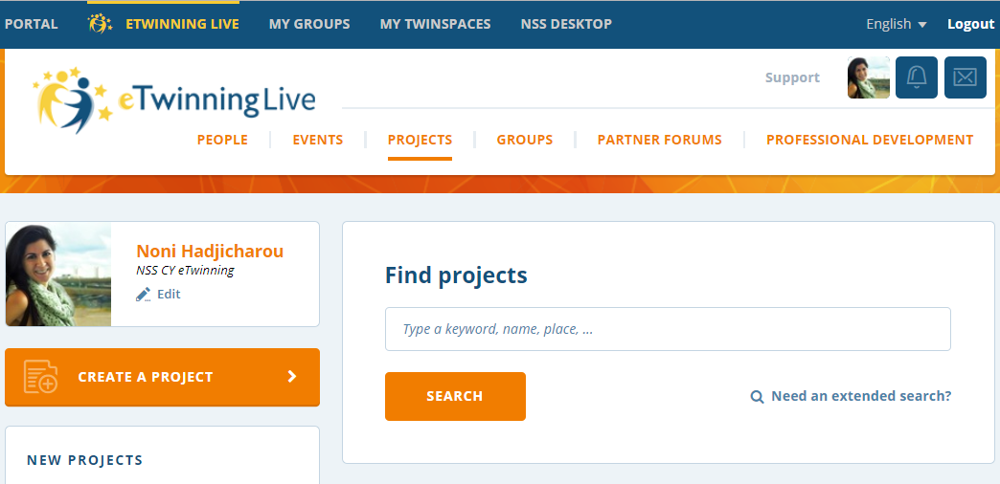 PORTAL ETWINNING LIVE MY GROUPS MY TWINSPACES NSS DESKTOP English Logout
eTwinning Live
Support
PEOPLE EVENTS PROJECTS GROUPS PARTNER FORUMS PROFESSIONAL DEVELOPMENT
Noni Hadjicharou
NSS CY eTwinning
Edit
CREATE A PROJECT
NEW PROJECTS
Find projects
Type a keyword, name, place, ...
SEARCH
Need an extended search?